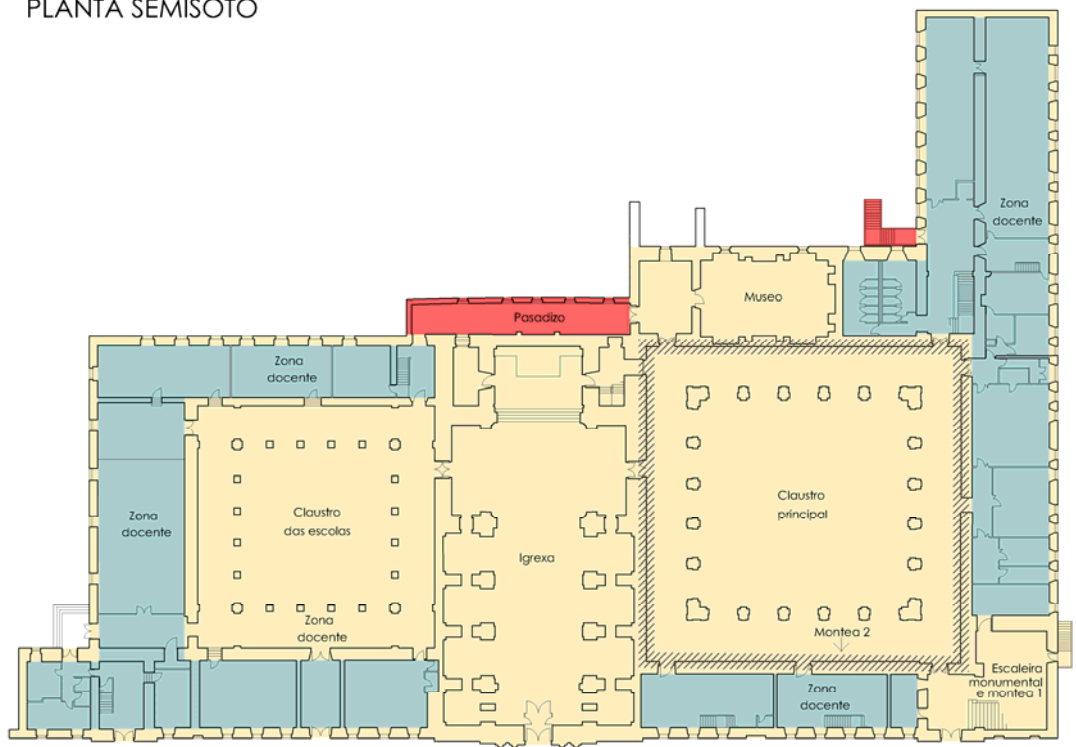 PLANTA SEMISOTO
Zona
docente
Museo
Pasadizo
Zona
docente
Claustro
das escolas
Zona
docente
Igrexa
Claustro
principal
Zona
docente
Montea 2
Escaleira
monumental
e montea 1
Zona
docente